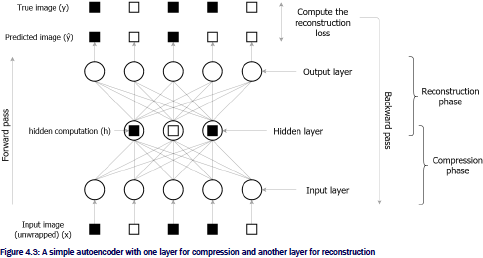 True image (y)
Compute the
reconstruction
loss
Predicted image (ŷ)
Output layer
Reconstruction
phase
Forward pass
Backward pass
hidden computation (h)
Hidden layer
Compression
phase
Input layer
Input image
(unwrapped) (x)
Figure 4.3: A simple autoencoder with one layer for compression and another layer for reconstruction